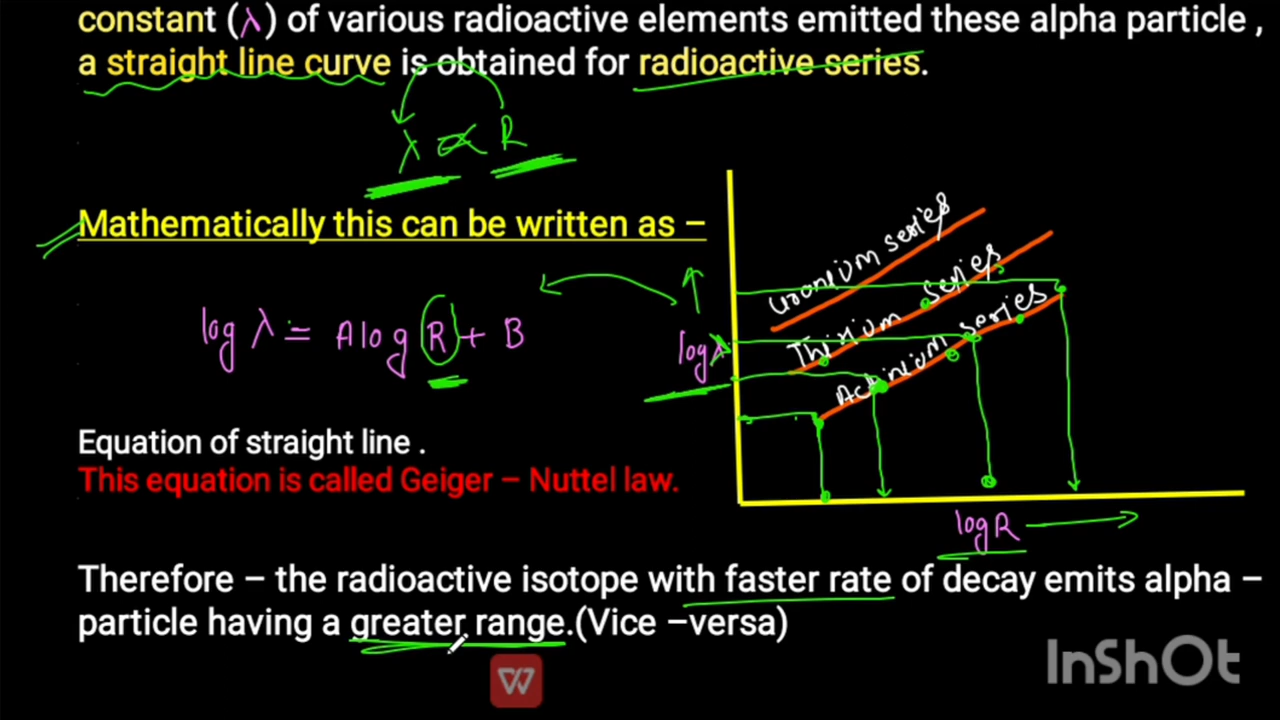 constant (λ) of various radioactive elements emitted these alpha particle ,
a straight line curve is obtained for radioactive series.
λ ∝ R
Mathematically this can be written as –
log λ = A log R + B
Equation of straight line .
This equation is called Geiger – Nuttel law.
Uranium series
Thirium series
Actinium series
log λ
log R
Therefore – the radioactive isotope with faster rate of decay emits alpha –
particle having a greater range.(Vice –versa)
W
InShOt